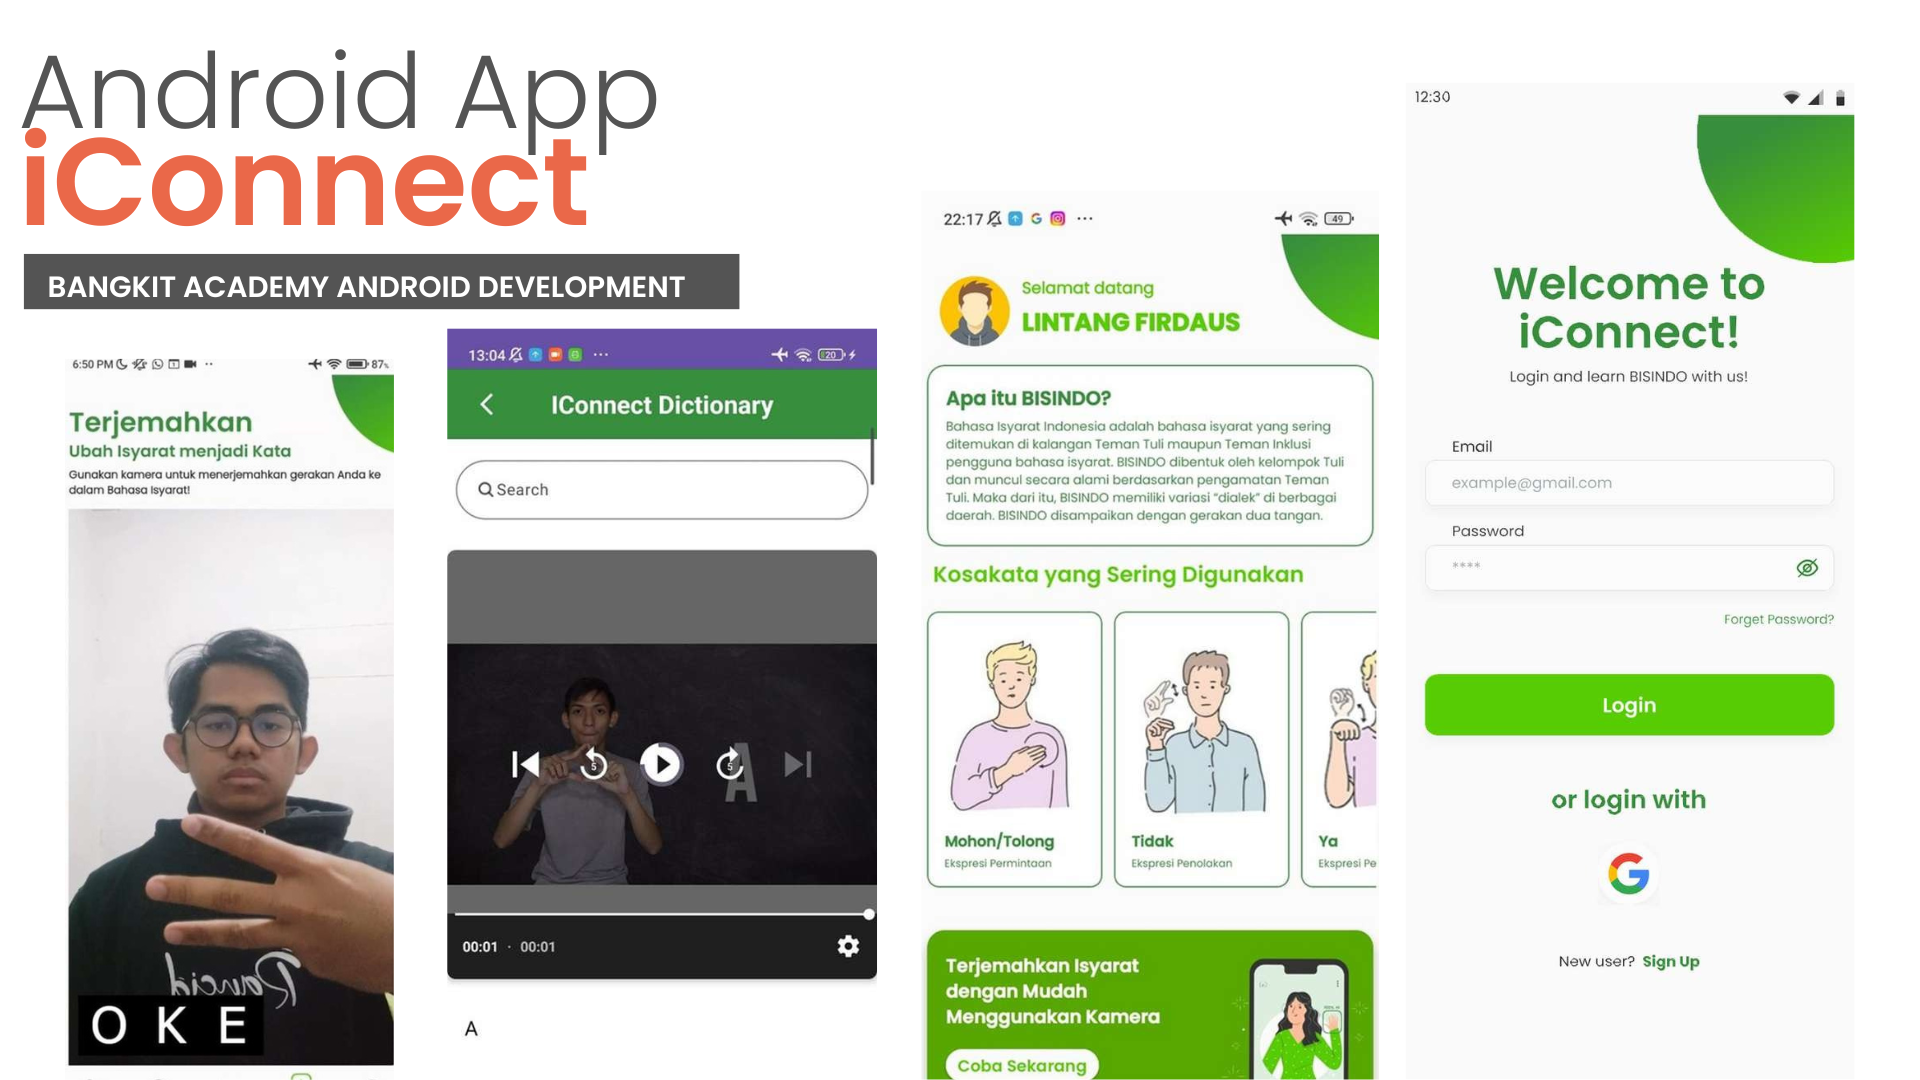 Android App
iConnect
BANGKIT ACADEMY ANDROID DEVELOPMENT
6:50 PM
87%
Terjemahkan
Ubah Isyarat menjadi Kata
Gunakan kamera untuk menerjemahkan gerakan Anda ke
dalam Bahasa Isyarat!
Rancid
O K E
13:04
20
IConnect Dictionary
Search
5
5
A
00:01 · 00:01
A
22:17
49
Selamat datang
LINTANG FIRDAUS
Apa itu BISINDO?
Bahasa Isyarat Indonesia adalah bahasa isyarat yang sering
ditemukan di kalangan Teman Tuli maupun Teman Inklusi
pengguna bahasa isyarat. BISINDO dibentuk oleh kelompok Tuli
dan muncul secara alami berdasarkan pengamatan Teman
Tuli. Maka dari itu, BISINDO memiliki variasi “dialek” di berbagai
daerah. BISINDO disampaikan dengan gerakan dua tangan.
Kosakata yang Sering Digunakan
Mohon/Tolong
Ekspresi Permintaan
Tidak
Ekspresi Penolakan
Ya
Ekspresi Pe
Terjemahkan Isyarat
dengan Mudah
Menggunakan Kamera
Coba Sekarang
12:30
Welcome to
iConnect!
Login and learn BISINDO with us!
Email
example@gmail.com
Password
****
Forget Password?
Login
or login with
G
New user? Sign Up